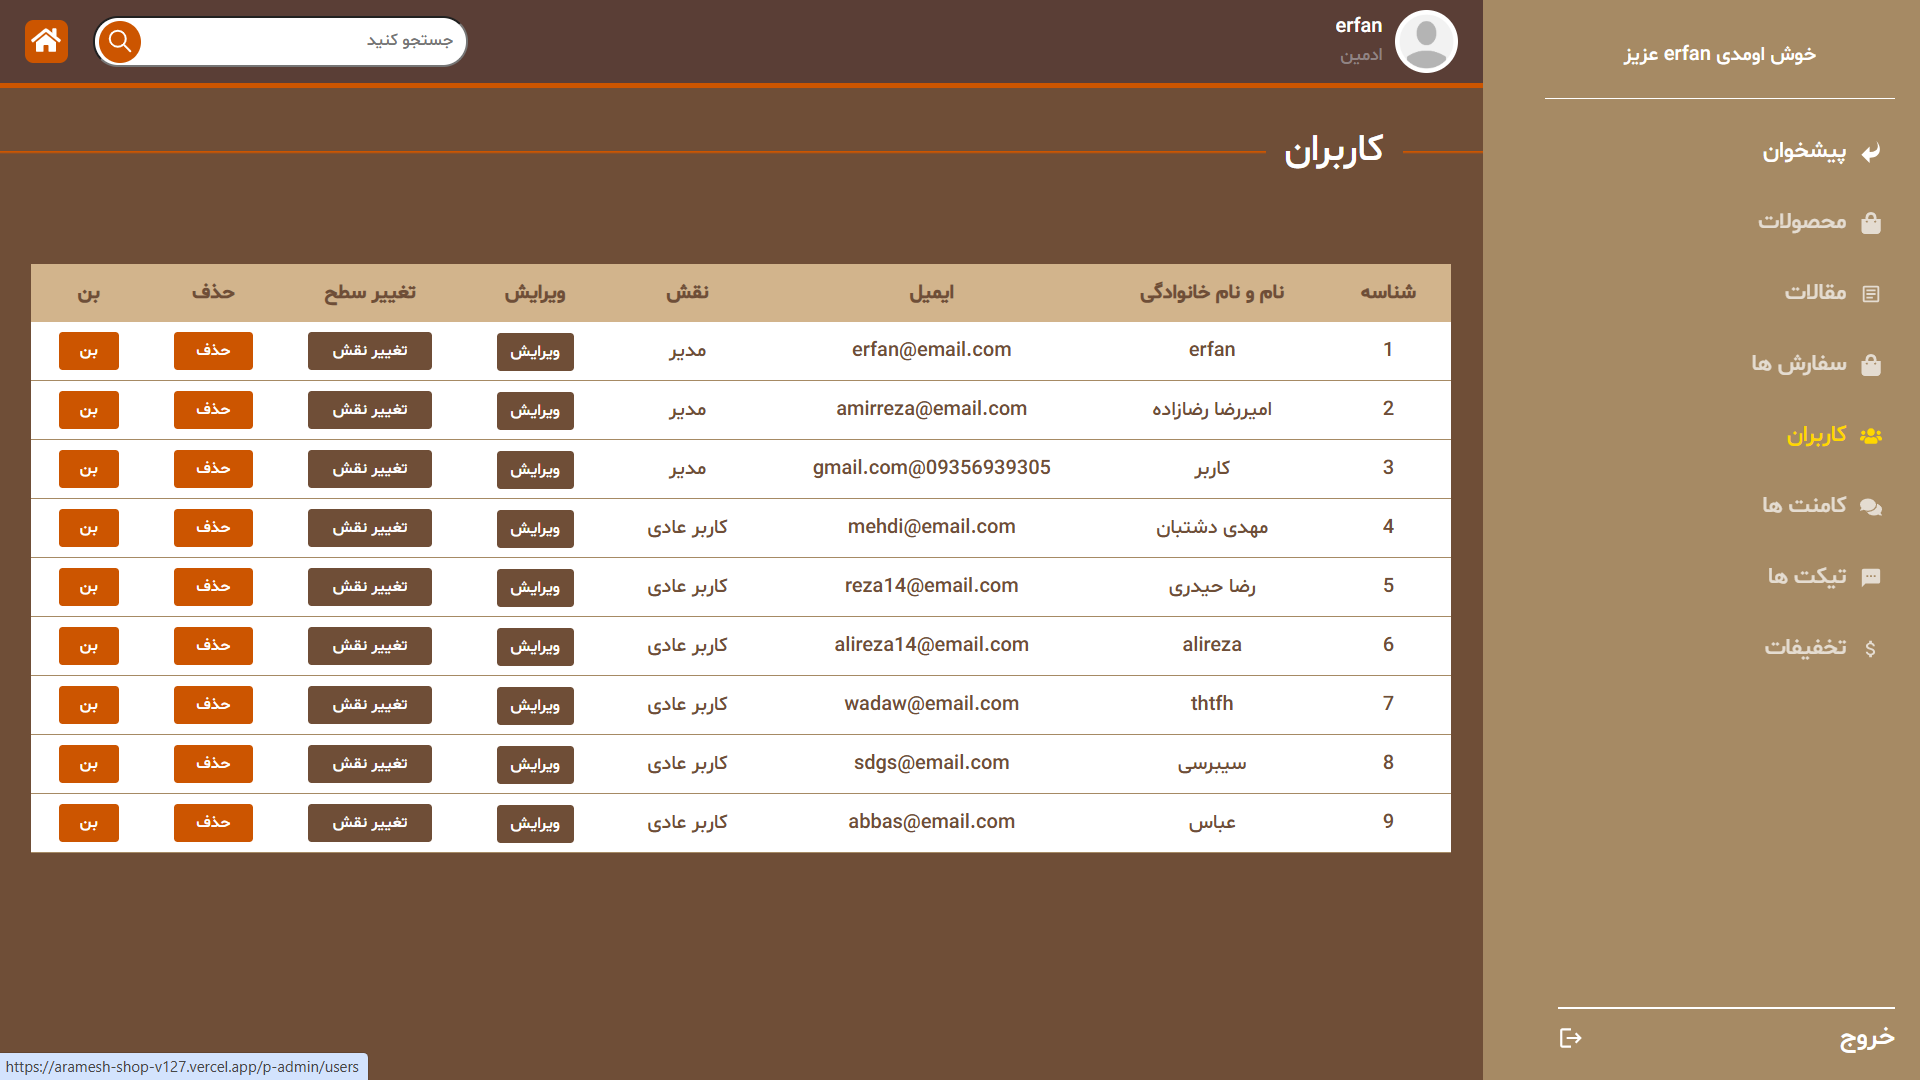 خوش اومدی erfan عزیز
پیشخوان
محصولات
مقالات
سفارش ها
کاربران
کامنت ها
تیکت ها
تخفیفات
خروج
erfan
ادمین
جستجو کنید
کاربران
شناسه نام و نام خانوادگی ایمیل نقش ویرایش تغییر سطح حذف بن
1 erfan erfan@email.com مدیر ویرایش تغییر نقش حذف بن
2 امیررضا رضازاده amirreza@email.com مدیر ویرایش تغییر نقش حذف بن
3 کاربر gmail.com@09356939305 مدیر ویرایش تغییر نقش حذف بن
4 مهدی دشتبان mehdi@email.com کاربر عادی ویرایش تغییر نقش حذف بن
5 رضا حیدری reza14@email.com کاربر عادی ویرایش تغییر نقش حذف بن
6 alireza alireza14@email.com کاربر عادی ویرایش تغییر نقش حذف بن
7 thtfh wadaw@email.com کاربر عادی ویرایش تغییر نقش حذف بن
8 سیبرسی sdgs@email.com کاربر عادی ویرایش تغییر نقش حذف بن
9 عباس abbas@email.com کاربر عادی ویرایش تغییر نقش حذف بن
https://aramesh-shop-v127.vercel.app/p-admin/users